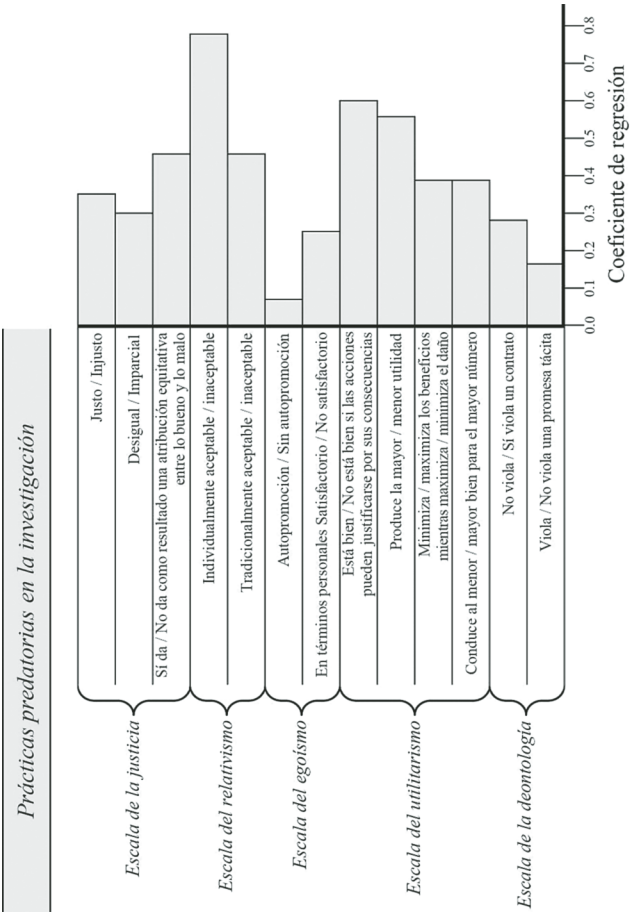 Prácticas predatorias en la investigación
Escala de la justicia
Justo / Injusto
Desigual / Imparcial
Sí da / No da como resultado una atribución equitativa
entre lo bueno y lo malo
Escala del relativismo
Individualmente aceptable / inaceptable
Tradicionalmente aceptable / inaceptable
Escala del egoísmo
Autopromoción / Sin autopromoción
En términos personales Satisfactorio / No satisfactorio
Escala del utilitarismo
Está bien / No está bien si las acciones
pueden justificarse por sus consecuencias
Produce la mayor / menor utilidad
Minimiza / maximiza los beneficios
mientras maximiza / minimiza el daño
Conduce al menor / mayor bien para el mayor número
Escala de la deontología
No viola / Sí viola un contrato
Viola / No viola una promesa tácita
0.0
0.1
0.2
0.3
0.4
0.5
0.6
0.7
0.8
Coeficiente de regresión